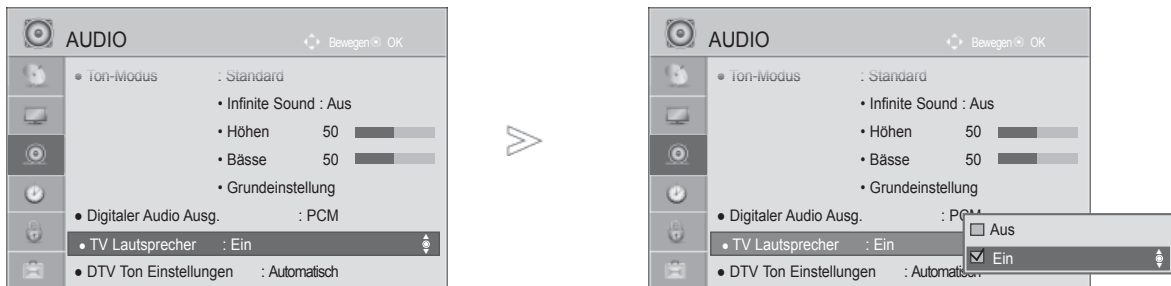 AUDIO
Bewegen OK
• Ton-Modus : Standard
• Infinite Sound : Aus
• Höhen 50
• Bässe 50
• Grundeinstellung
• Digitaler Audio Ausg. : PCM
• TV Lautsprecher : Ein
• DTV Ton Einstellungen : Automatisch
AUDIO
Bewegen OK
• Ton-Modus : Standard
• Infinite Sound : Aus
• Höhen 50
• Bässe 50
• Grundeinstellung
• Digitaler Audio Ausg. : PCM
• TV Lautsprecher : Ein
• DTV Ton Einstellungen : Automatisch
Aus
Ein